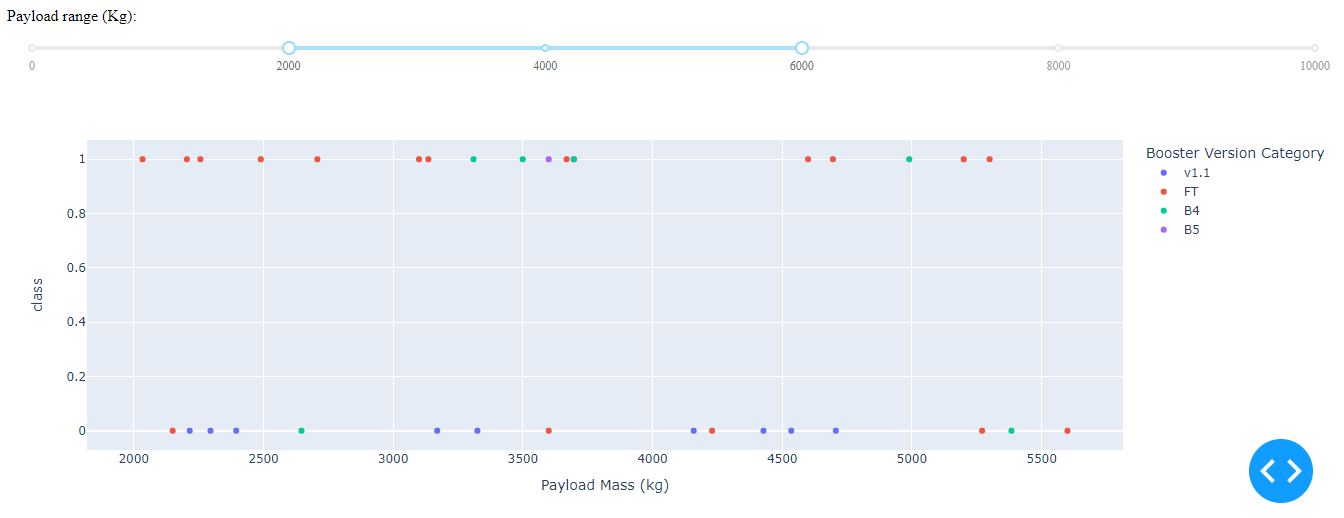 Payload range (Kg):
0 2000 4000 6000 8000 10000
Booster Version Category
v1.1
FT
B4
B5
1
0.8
0.6
0.4
0.2
0
class
2000 2500 3000 3500 4000 4500 5000 5500
Payload Mass (kg)